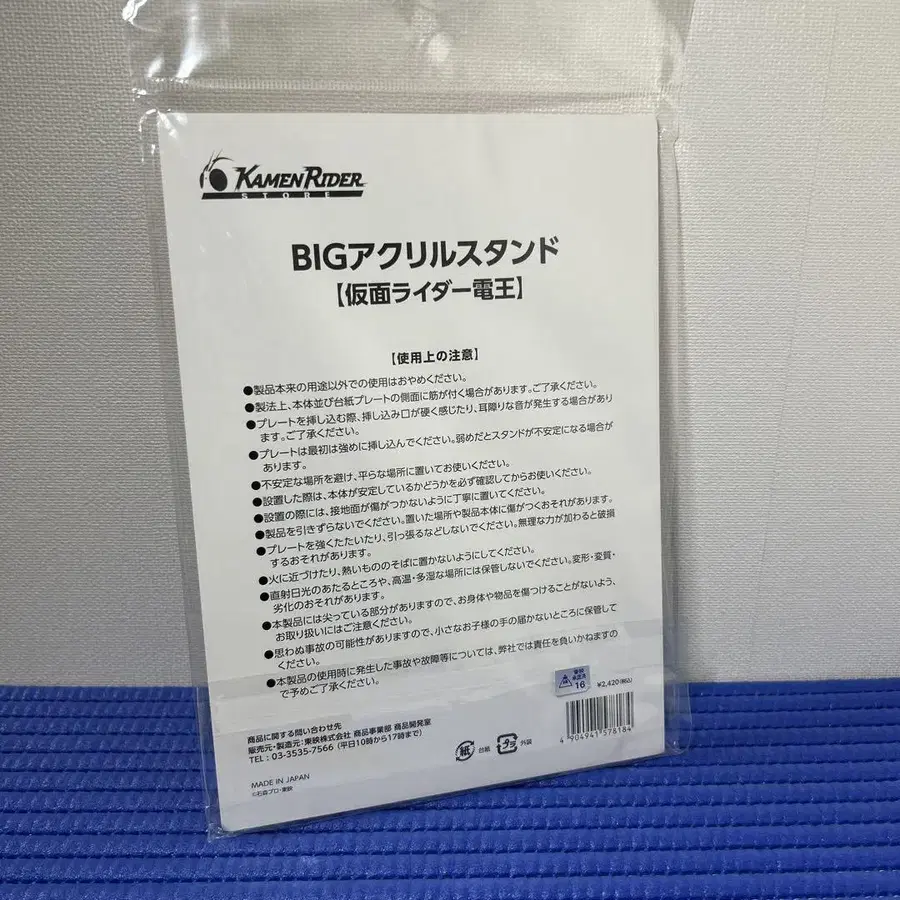 KAMEN RIDER
STORE
BIGアクリルスタンド
【仮面ライダー電王】
【使用上の注意】
●製品本来の用途以外での使用はおやめください。
●製法上、本体並び台紙プレートの側面に筋が付く場合があります。ご了承ください。
●プレートを挿し込む際、挿し込み口が硬く感じたり、耳障りな音が発生する場合があり
ます。ご了承ください。
●プレートは最初は強めに挿し込んでください。弱めだとスタンドが不安定になる場合が
あります。
●不安定な場所を避け、平らな場所に置いてお使いください。
●設置した際は、本体が安定しているかどうかを必ず確認してからお使いください。
●設置の際には、接地面が傷がつかないように丁寧に置いてください。
●製品を引きずらないでください。置いた場所や製品本体に傷がつくおそれがあります。
●プレートを強くたたいたり、引っ張るなどしないでください。無理な力が加わると破損
するおそれがあります。
●火に近づけたり、熱いもののそばに置かないようにしてください。
●直射日光のあたるところや、高温・多湿な場所には保管しないでください。変形・変質・
劣化のおそれがあります。
●本製品には尖っている部分がありますので、お身体や物品を傷つけることがないよう、
お取り扱いにはご注意ください。
●思わぬ事故の可能性がありますので、小さなお子様の手の届かないところに保管して
ください。
●本製品の使用時に発生した事故や故障等については、弊社では責任を負いかねますの
で予めご了承ください。
16
¥2,420(税込)
商品に関する問い合わせ先
販売元・製造元:東映株式会社 商品事業部 商品開発室
TEL:03-3535-7566(平日10時から17時まで)
紙 台紙 プラ 外装
4 904941 578184
MADE IN JAPAN
©石森プロ・東映